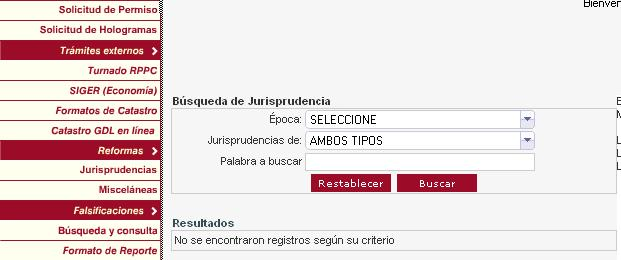 Solicitud de Permiso
Solicitud de Hologramas
Trámites externos
Turnado RPPC
SIGER (Economía)
Formatos de Catastro
Catastro GDL en línea
Reformas
Jurisprudencias
Misceláneas
Falsificaciones
Búsqueda y consulta
Formato de Reporte
Búsqueda de Jurisprudencia
Época: SELECCIONE
Jurisprudencias de: AMBOS TIPOS
Palabra a buscar
Restablecer Buscar
Resultados
No se encontraron registros según su criterio